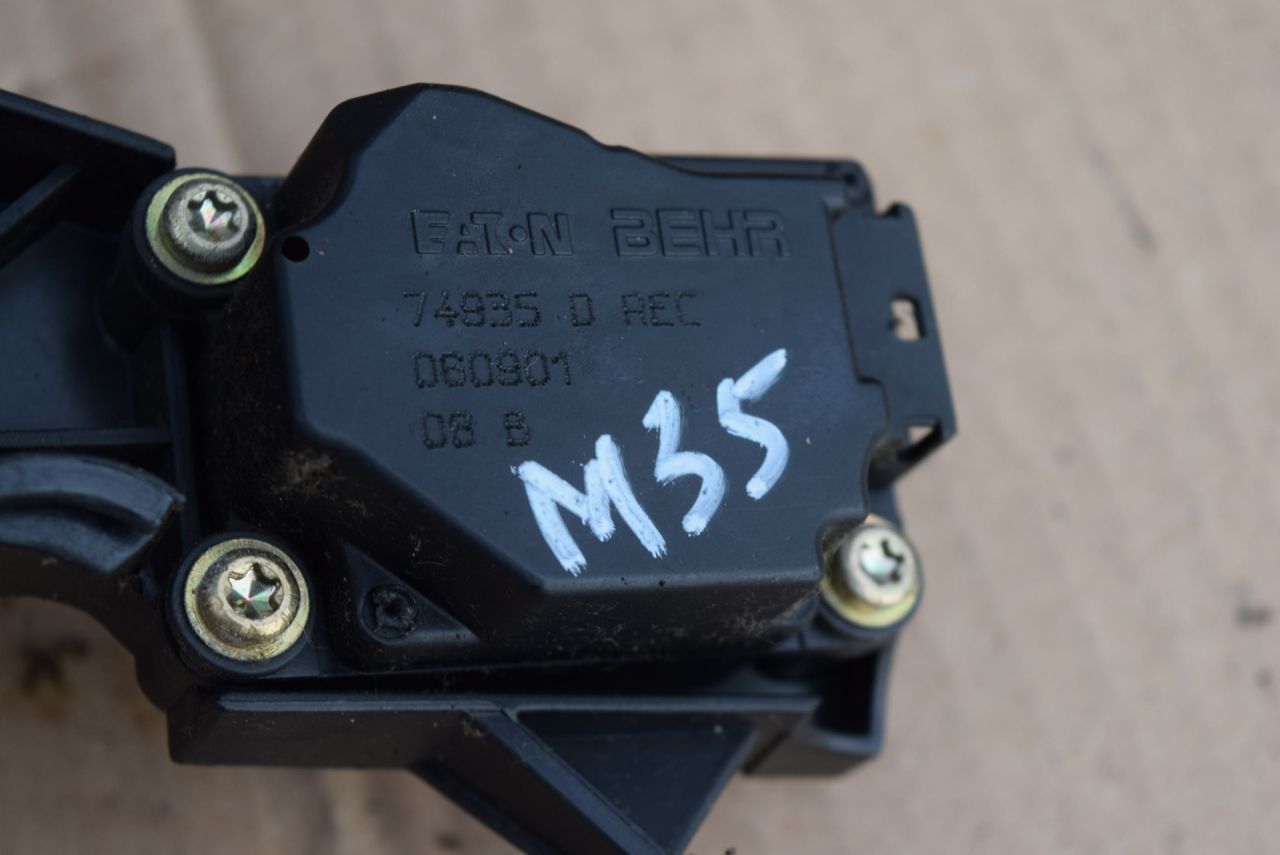 EATON BEHR
74935 D REC
060901
08 B
M35